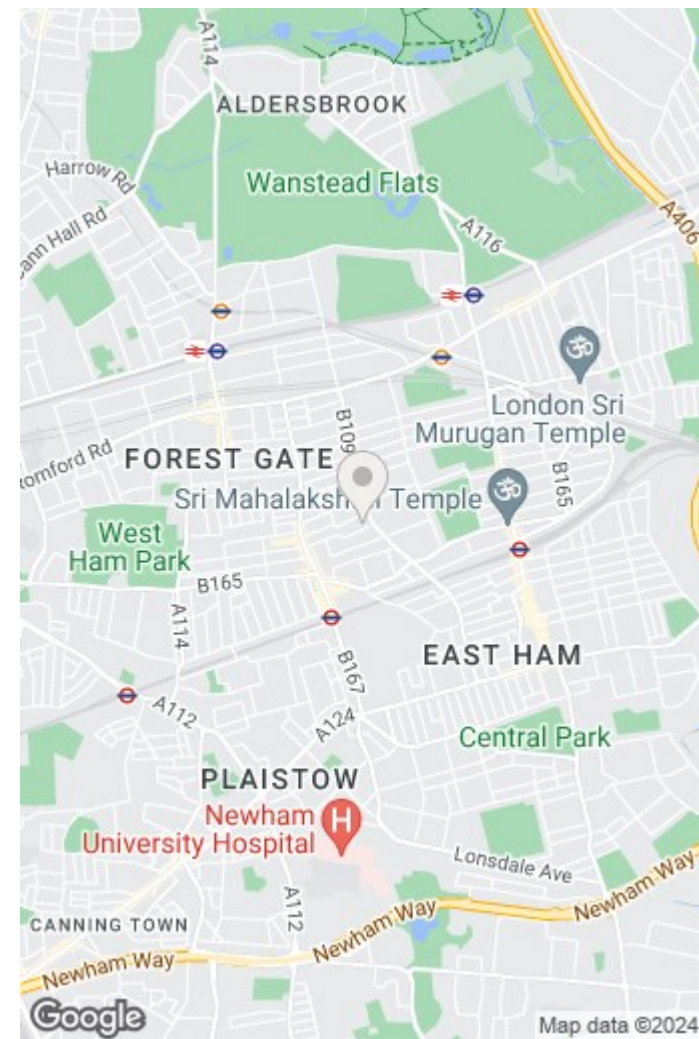 A114
ALDERSBROOK
Harrow Rd
Wanstead Flats
A116
A406
ann Hall Rd
London Sri
Murugan Temple
B109
FOREST GATE
omford Rd
B165
Sri Mahalaksh Temple
West
Ham Park
B165
A114
EAST HAM
B167
A112
A124
Central Park
PLAISTOW
Newham
University Hospital
H
Lonsdale Ave
A112
Newham Way
Newham Way
CANNING TOWN
Newham Way
Google
Map data ©2024